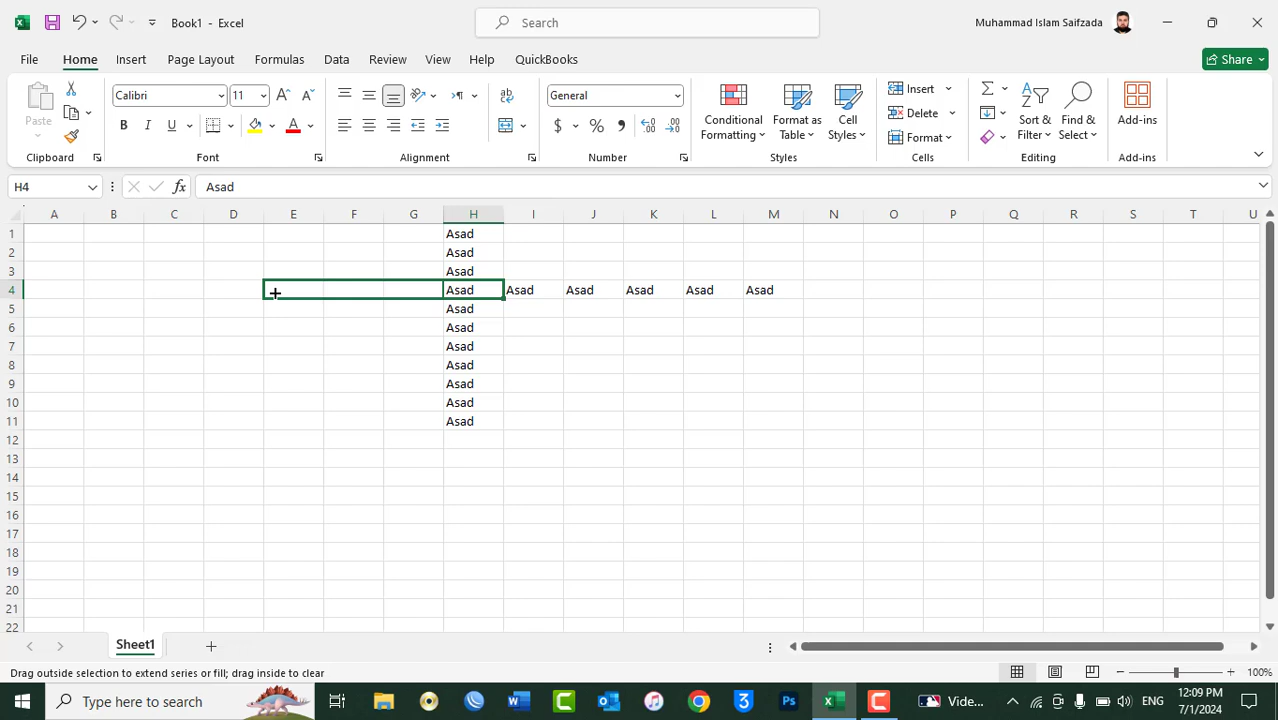 Book1 - Excel
Search
Muhammad Islam Saifzada
File Home Insert Page Layout Formulas Data Review View Help QuickBooks
Share
Paste
Calibri 11
B I U
General
$ % ,
Conditional Formatting
Format as Table
Cell Styles
Insert
Delete
Format
Sort & Filter
Find & Select
Add-ins
Clipboard Font Alignment Number Styles Cells Editing Add-ins
H4 fx Asad
A B C D E F G H I J K L M N O P Q R S T U
1 Asad
2 Asad
3 Asad
4 Asad Asad Asad Asad Asad Asad
5 Asad
6 Asad
7 Asad
8 Asad
9 Asad
10 Asad
11 Asad
12
13
14
15
16
17
18
19
20
21
22
Sheet1
Drag outside selection to extend series or fill; drag inside to clear
100%
Type here to search
Vide...
ENG
12:09 PM
7/1/2024